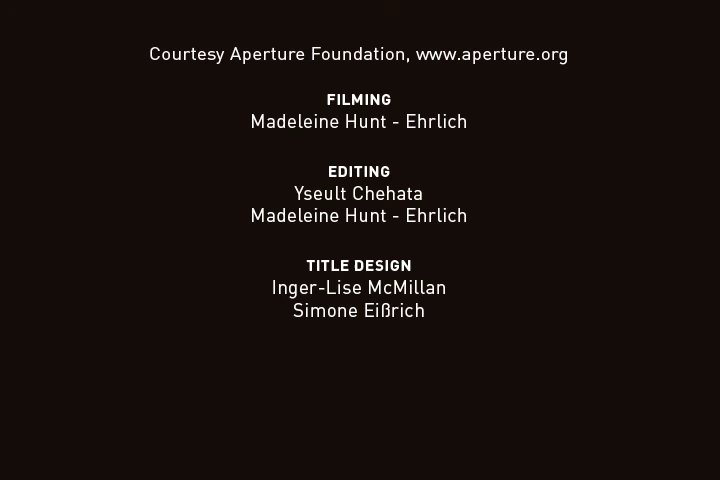 Courtesy Aperture Foundation, www.aperture.org
FILMING
Madeleine Hunt - Ehrlich
EDITING
Yseult Chehata
Madeleine Hunt - Ehrlich
TITLE DESIGN
Inger-Lise McMillan
Simone Eißrich